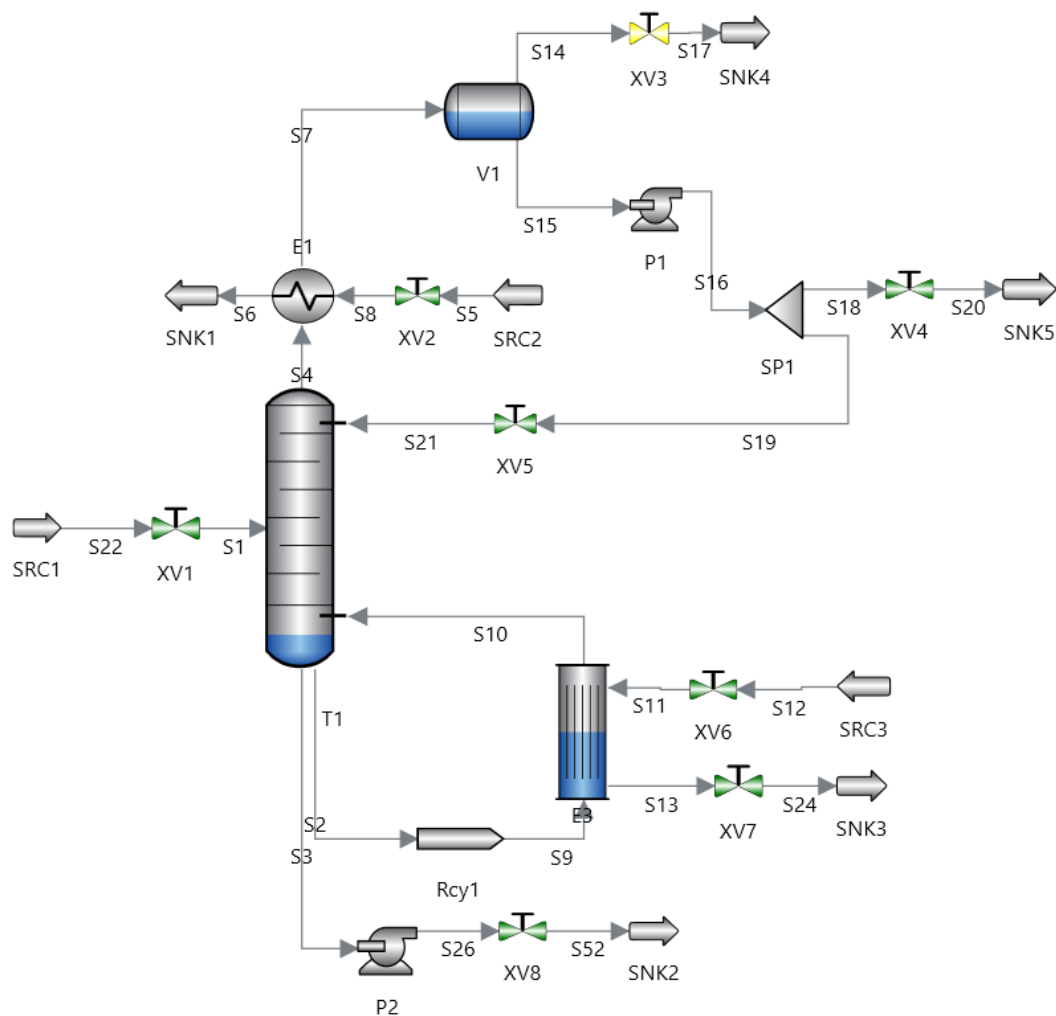 S14
S17
XV3
SNK4
S7
V1
S15
P1
E1
S16
S6
S8
S5
S18
S20
SNK1
XV2
SRC2
XV4
SNK5
SP1
S4
S21
S19
XV5
S22
S1
SRC1
XV1
S10
S11
S12
T1
XV6
SRC3
S13
S24
E3
XV7
SNK3
S2
S3
S9
Rcy1
S26
S52
XV8
SNK2
P2